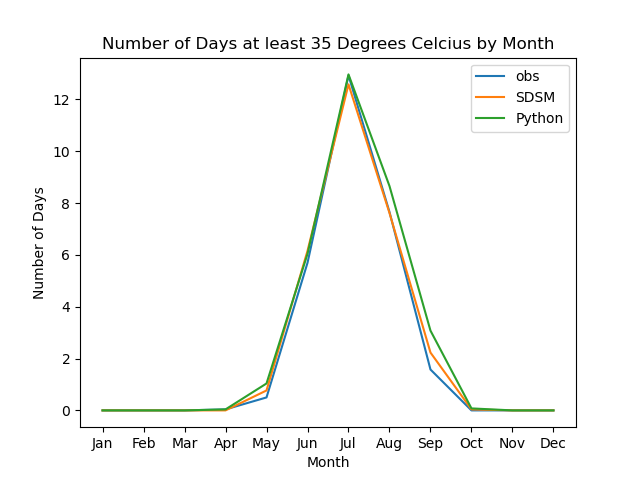 Number of Days at least 35 Degrees Celcius by Month
obs
SDSM
Python
Number of Days
12
10
8
6
4
2
0
Jan Feb Mar Apr May Jun Jul Aug Sep Oct Nov Dec
Month